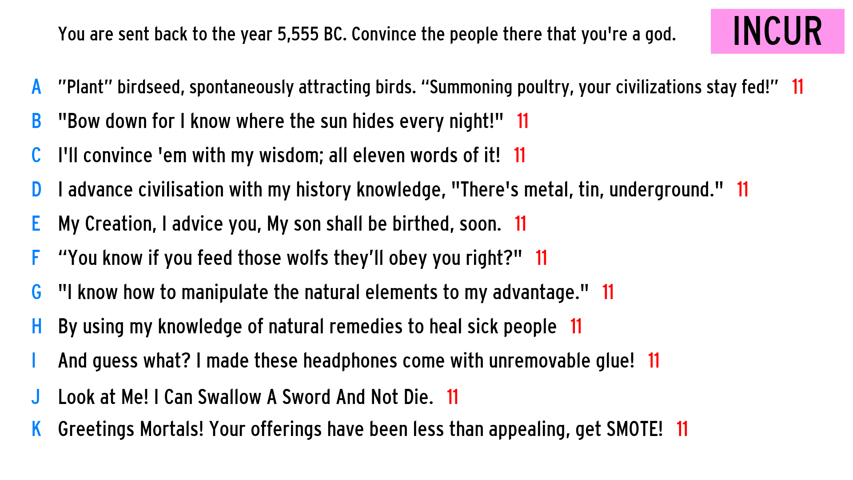 You are sent back to the year 5,555 BC. Convince the people there that you're a god.
INCUR
A "Plant" birdseed, spontaneously attracting birds. “Summoning poultry, your civilizations stay fed!” 11
B "Bow down for I know where the sun hides every night!" 11
C I'll convince 'em with my wisdom; all eleven words of it! 11
D I advance civilisation with my history knowledge, "There's metal, tin, underground." 11
E My Creation, I advice you, My son shall be birthed, soon. 11
F “You know if you feed those wolfs they’ll obey you right?" 11
G "I know how to manipulate the natural elements to my advantage." 11
H By using my knowledge of natural remedies to heal sick people 11
I And guess what? I made these headphones come with unremovable glue! 11
J Look at Me! I Can Swallow A Sword And Not Die. 11
K Greetings Mortals! Your offerings have been less than appealing, get SMOTE! 11